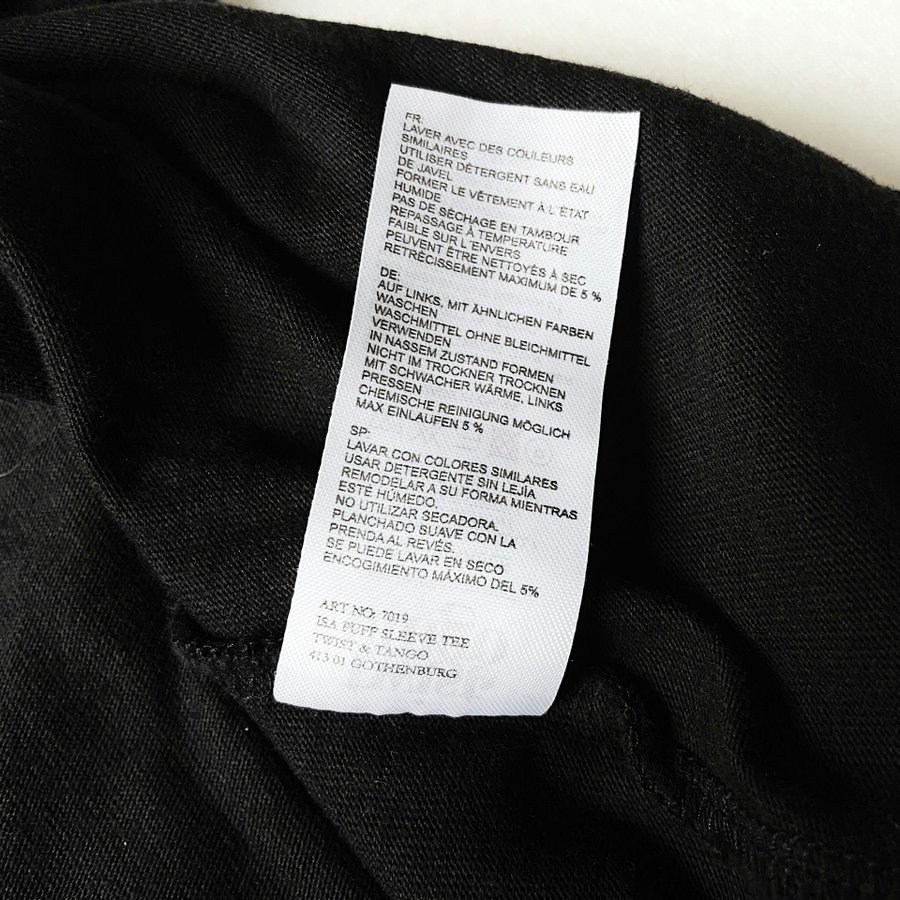 FR:
LAVER AVEC DES COULEURS
SIMILAIRES
UTILISER DÉTERGENT SANS EAU
DE JAVEL
FORMER LE VÊTEMENT À L'ÉTAT
HUMIDE
PAS DE SÈCHAGE EN TAMBOUR
REPASSAGE À TEMPÉRATURE
FAIBLE SUR L'ENVERS
PEUVENT ÊTRE NETTOYÉS À SEC
RETRÉCISSEMENT MAXIMUM DE 5 %
DE:
AUF LINKS, MIT ÄHNLICHEN FARBEN
WASCHEN
WASCHMITTEL OHNE BLEICHMITTEL
VERWENDEN
IN NASSEM ZUSTAND FORMEN
NICHT IM TROCKNER TROCKNEN
MIT SCHWACHER WÄRME, LINKS
PRESSEN
CHEMISCHE REINIGUNG MÖGLICH
MAX EINLAUFEN 5 %
SP:
LAVAR CON COLORES SIMILARES
USAR DETERGENTE SIN LEJÍA
REMODELAR A SU FORMA MIENTRAS
ESTÉ HÚMEDO.
NO UTILIZAR SECADORA.
PLANCHADO SUAVE CON LA
PRENDA AL REVÉS.
SE PUEDE LAVAR EN SECO
ENCOGIMIENTO MÁXIMO DEL 5%
ART NO: 7019
ISA PUFF SLEEVE TEE
TWIST & TANGO
413 01 GOTHENBURG